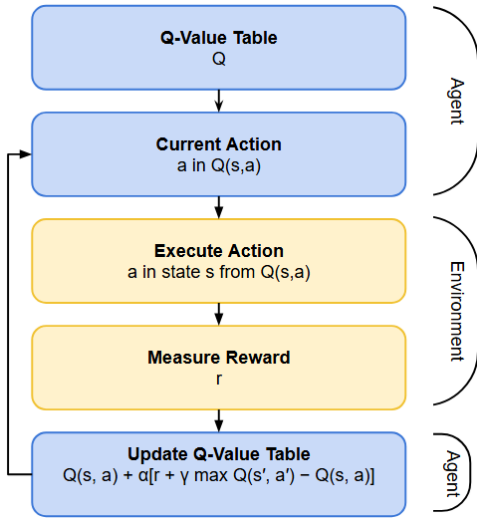 Q-Value Table
Q
Agent
Current Action
a in Q(s,a)
Execute Action
a in state s from Q(s,a)
Environment
Measure Reward
r
Update Q-Value Table
Q(s, a) + α[r + γ max Q(s′, a′) − Q(s, a)]
Agent